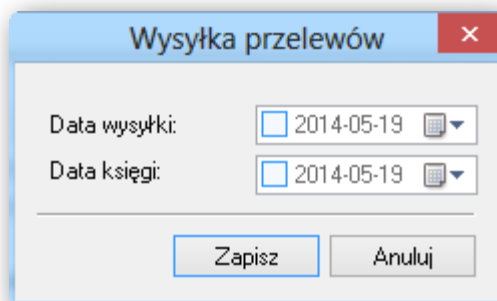 Wysyłka przelewów
Data wysyłki: 2014-05-19
Data księgi: 2014-05-19
Zapisz Anuluj